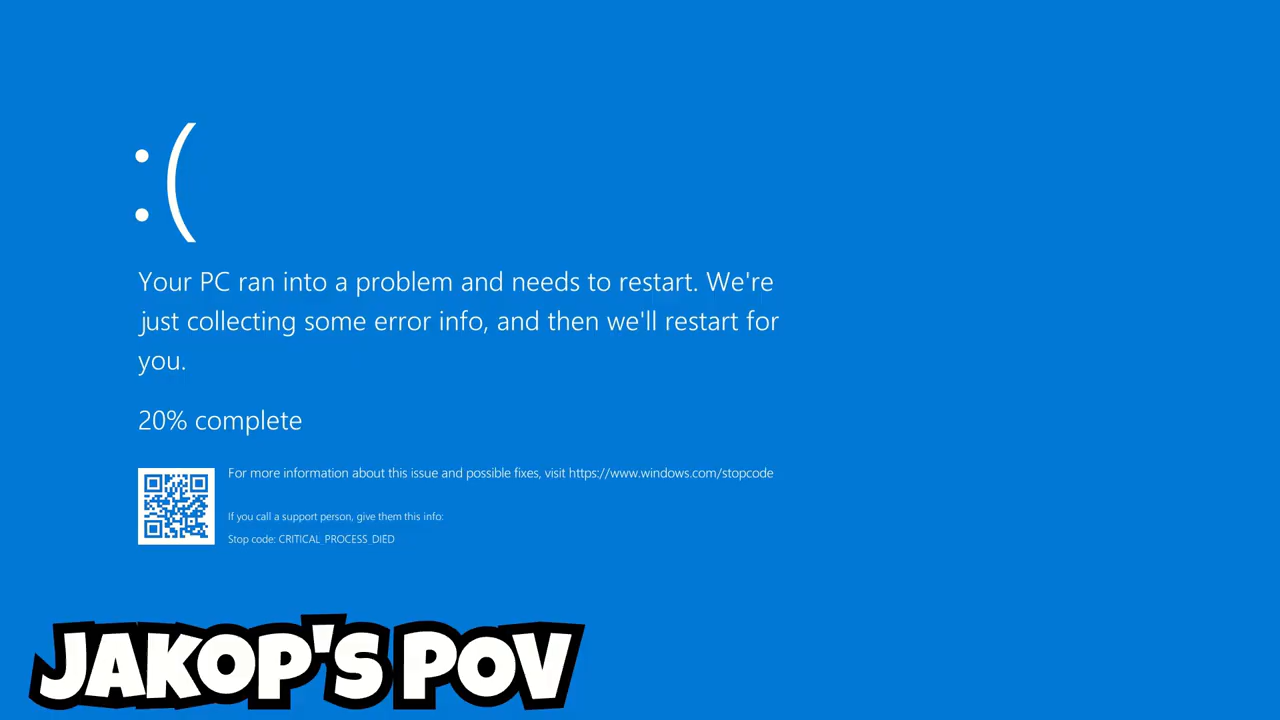 :(
Your PC ran into a problem and needs to restart. We're
just collecting some error info, and then we'll restart for
you.
20% complete
For more information about this issue and possible fixes, visit https://www.windows.com/stopcode
If you call a support person, give them this info:
Stop code: CRITICAL_PROCESS_DIED
JAKOP'S POV